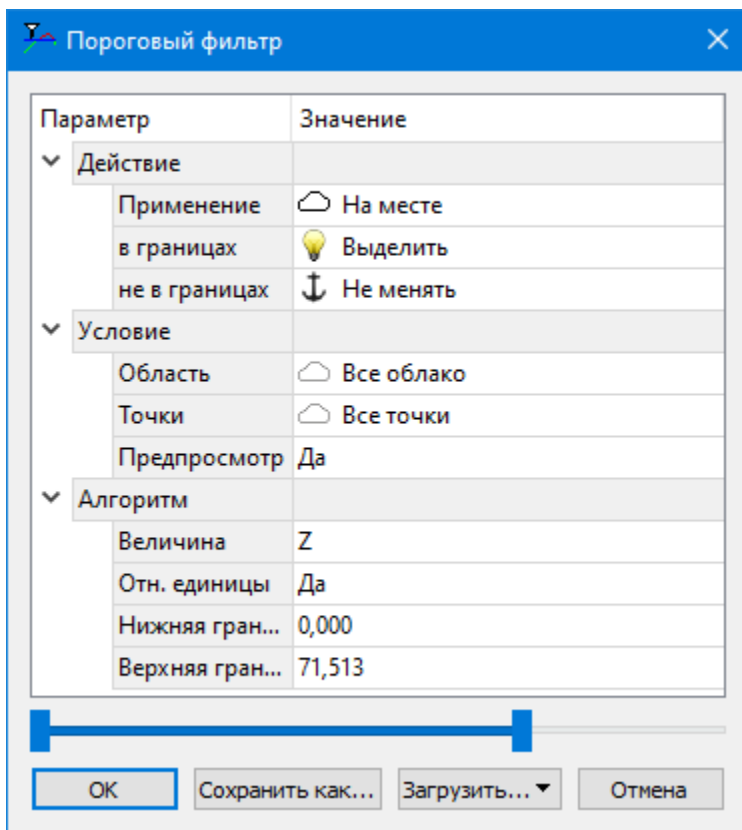 Пороговый фильтр
Параметр Значение
Действие
Применение На месте
в границах Выделить
не в границах Не менять
Условие
Область Все облако
Точки Все точки
Предпросмотр Да
Алгоритм
Величина Z
Отн. единицы Да
Нижняя гран... 0,000
Верхняя гран... 71,513
OK Сохранить как... Загрузить... Отмена